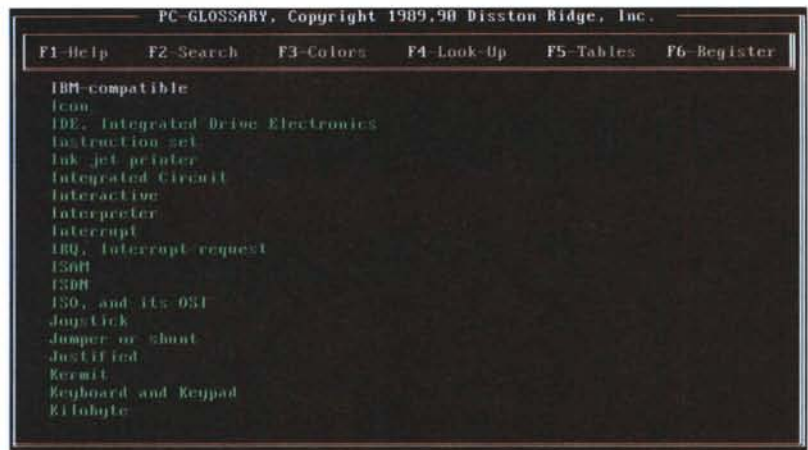 PC-GLOSSARY, Copyright 1989,90 Disston Ridge, Inc.
F1-Help F2-Search F3-Colors F4-Look-Up F5-Tables F6-Register
IBM-compatible
Icon
IDE, Integrated Drive Electronics
Instruction set
Ink jet printer
Integrated Circuit
Interactive
Interpreter
Interrupt
IRQ, Interrupt request
ISAM
ISDN
ISO, and its OSI
Joystick
Jumper or shunt
Justified
Kermit
Keyboard and Keypad
Kilobyte